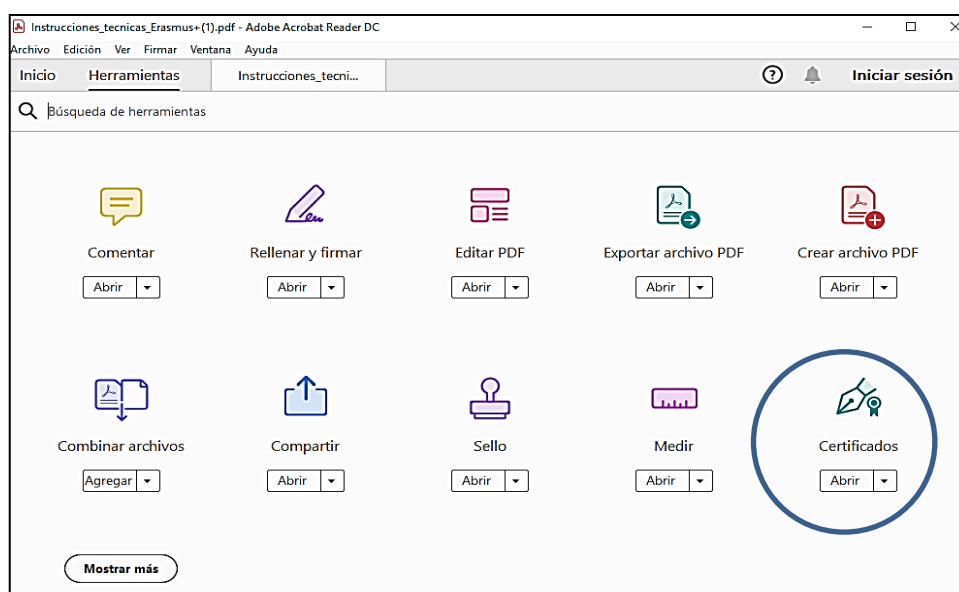 Instrucciones_tecnicas_Erasmus+(1).pdf - Adobe Acrobat Reader DC
Archivo Edición Ver Firmar Ventana Ayuda
Inicio Herramientas Instrucciones_tecni... Iniciar sesión
Búsqueda de herramientas
Comentar Rellenar y firmar Editar PDF Exportar archivo PDF Crear archivo PDF
Abrir Abrir Abrir Abrir Abrir
Combinar archivos Compartir Sello Medir Certificados
Agregar Abrir Abrir Abrir Abrir
Mostrar más